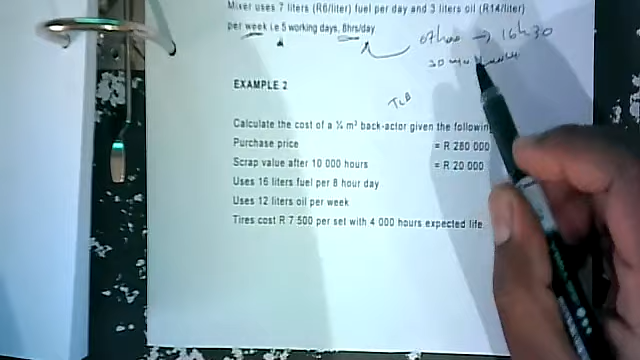 Mixer uses 7 liters (R6/liter) fuel per day and 3 liters oil (R14/liter)
per week i.e 5 working days, 8hrs/day
07h00 → 16h30
30 min
EXAMPLE 2
TLB
Calculate the cost of a ¼ m³ back-actor given the following
Purchase price = R 280 000
Scrap value after 10 000 hours = R 20 000
Uses 16 liters fuel per 8 hour day
Uses 12 liters oil per week
Tires cost R 7 500 per set with 4 000 hours expected life